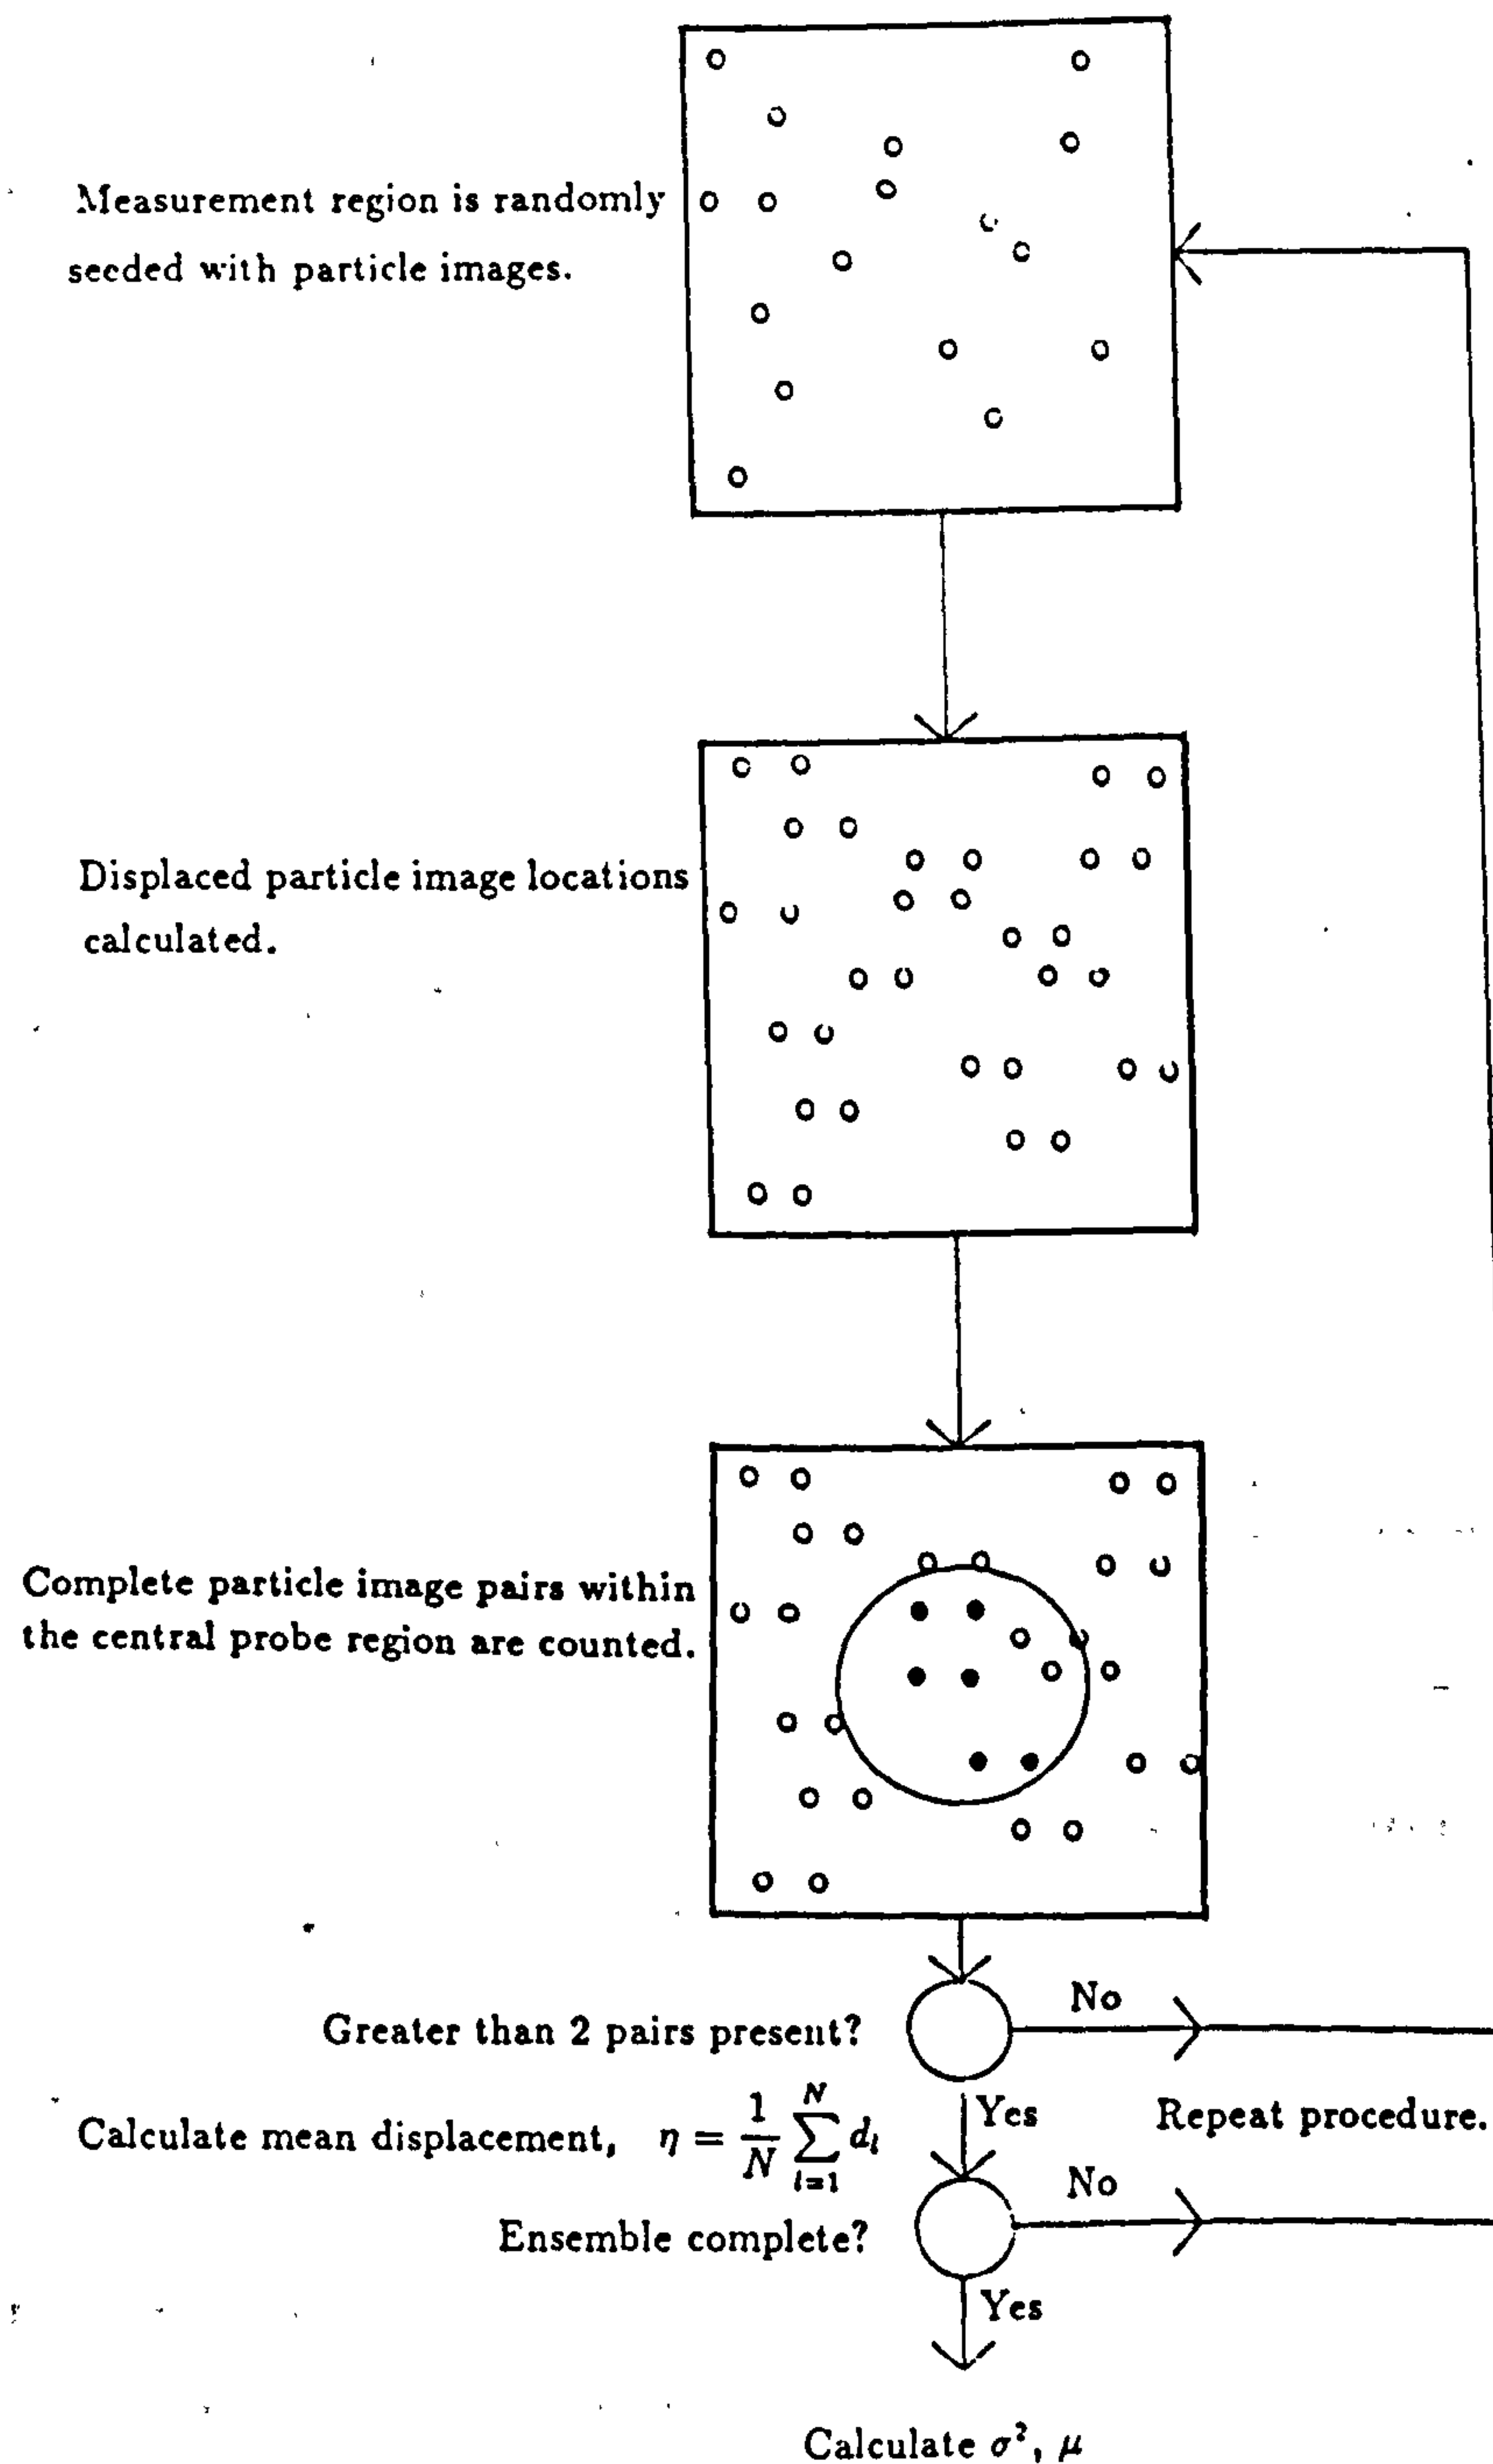 Measurement region is randomly
seeded with particle images.
Displaced particle image locations
calculated.
Complete particle image pairs within
the central probe region are counted.
No
Greater than 2 pairs present?
Yes
Repeat procedure.
Calculate mean displacement, η = 1/N ∑_{i=1}^{N} d_i
No
Ensemble complete?
Yes
Calculate σ², μ